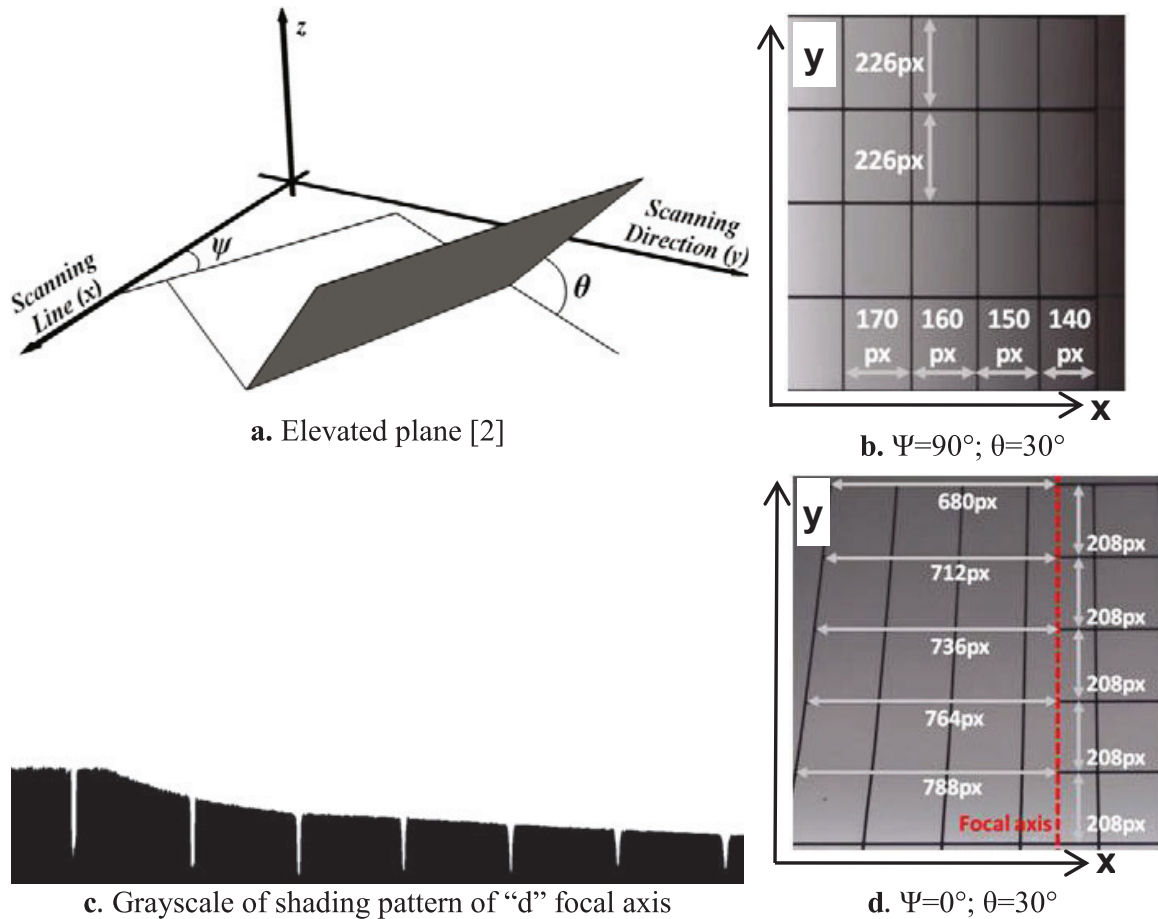 z
ψ
θ
Scanning
Line (x)
Scanning
Direction (y)
a. Elevated plane [2]
y
226px
226px
170
px
160
px
150
px
140
px
x
b. Ψ=90°; θ=30°
c. Grayscale of shading pattern of “d” focal axis
y
680px
712px
736px
764px
788px
208px
208px
208px
208px
208px
Focal axis
x
d. Ψ=0°; θ=30°